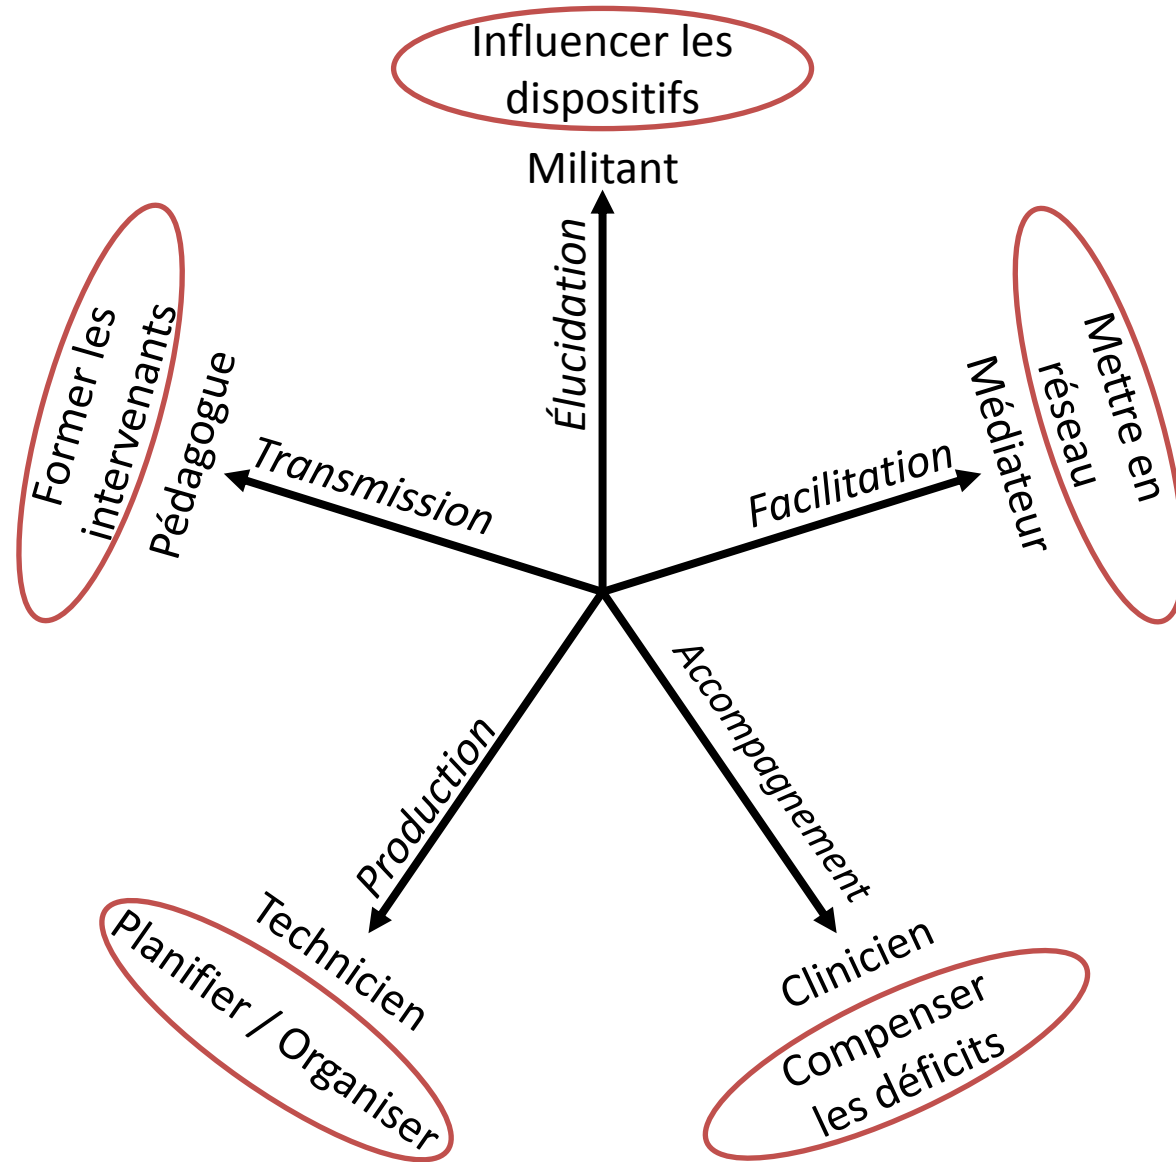 Influencer les
dispositifs
Militant
Élucidation
Former les
intervenants
Pédagogue
Transmission
Mettre en
réseau
Médiateur
Facilitation
Production
Technicien
Planifier / Organiser
Accompagnement
Clinicien
Compenser
les déficits